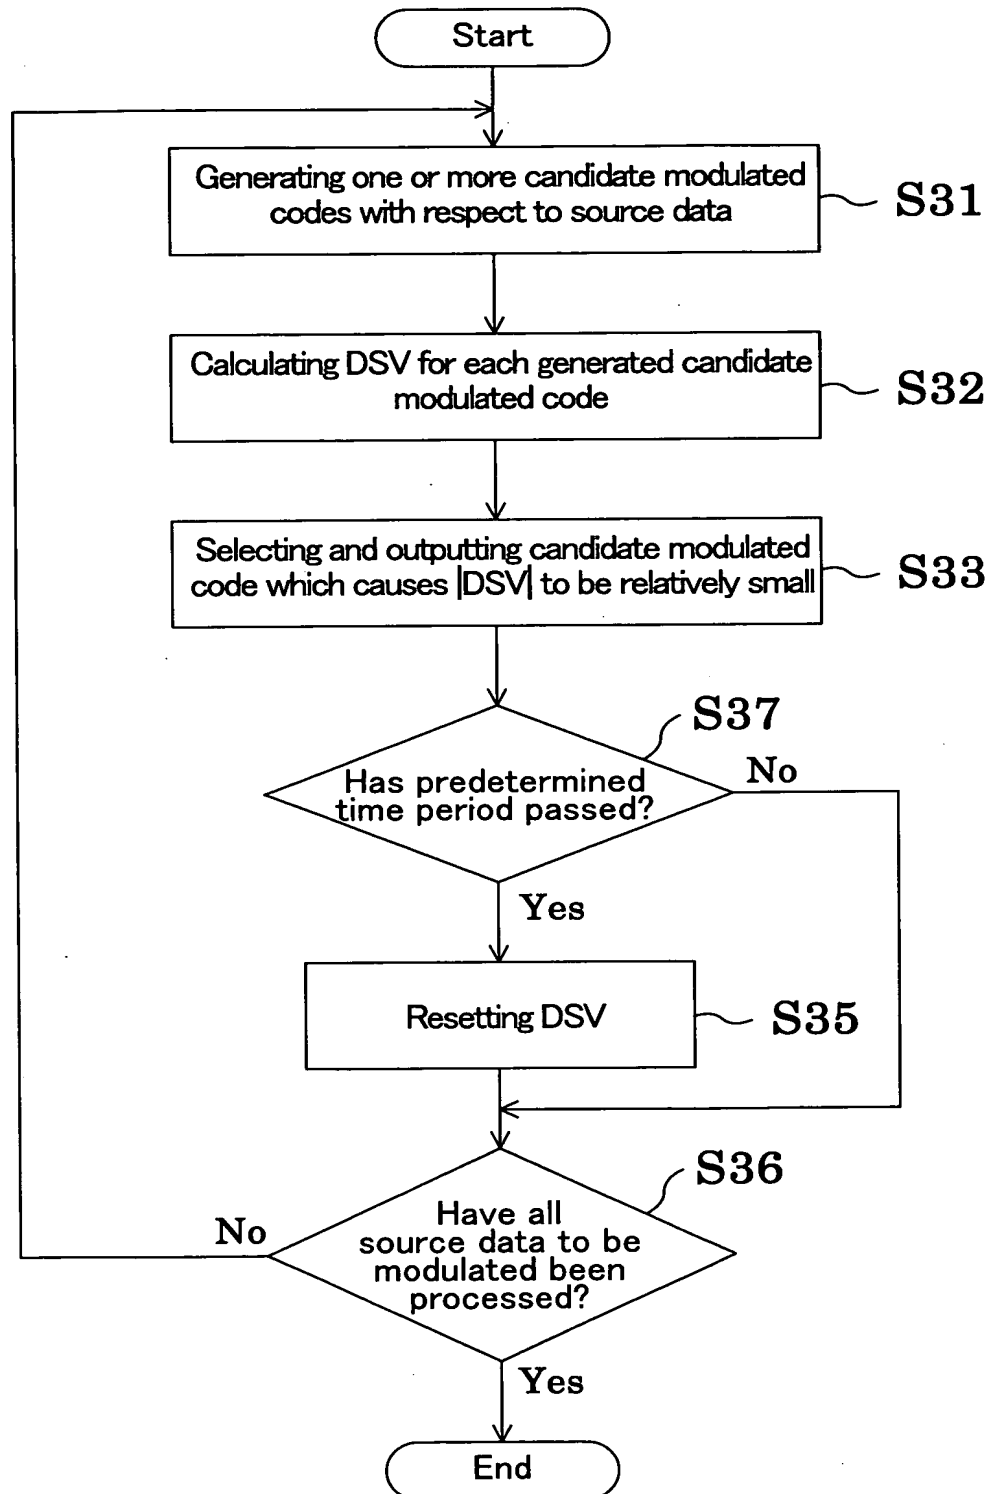 Start
Generating one or more candidate modulated
codes with respect to source data
S31
Calculating DSV for each generated candidate
modulated code
S32
Selecting and outputting candidate modulated
code which causes |DSV| to be relatively small
S33
S37
Has predetermined
time period passed?
No
Yes
Resetting DSV
S35
S36
Have all
source data to be
modulated been
processed?
No
Yes
End